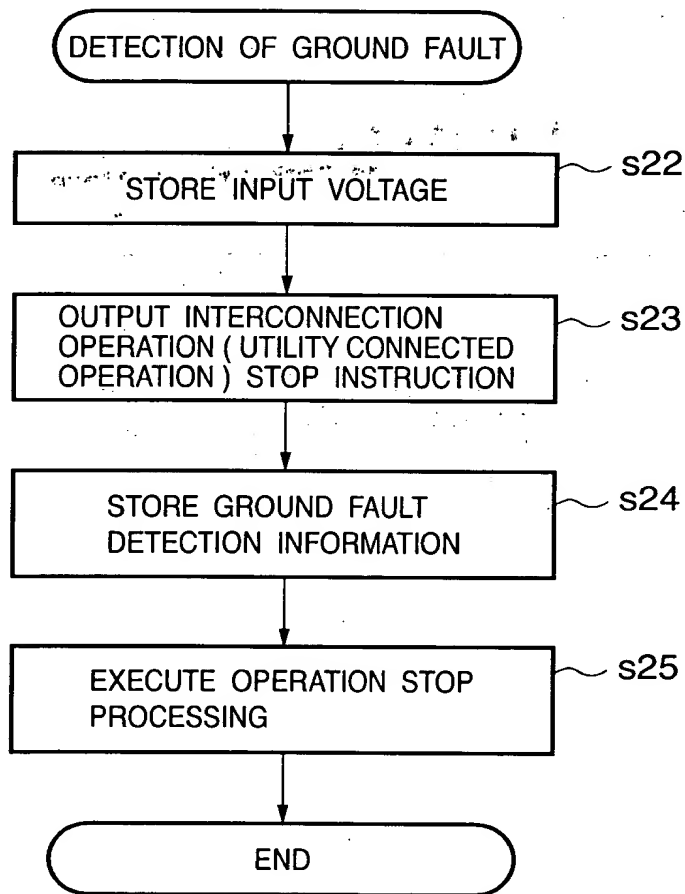 DETECTION OF GROUND FAULT
STORE INPUT VOLTAGE
s22
OUTPUT INTERCONNECTION
OPERATION ( UTILITY CONNECTED
OPERATION ) STOP INSTRUCTION
s23
STORE GROUND FAULT
DETECTION INFORMATION
s24
EXECUTE OPERATION STOP
PROCESSING
s25
END